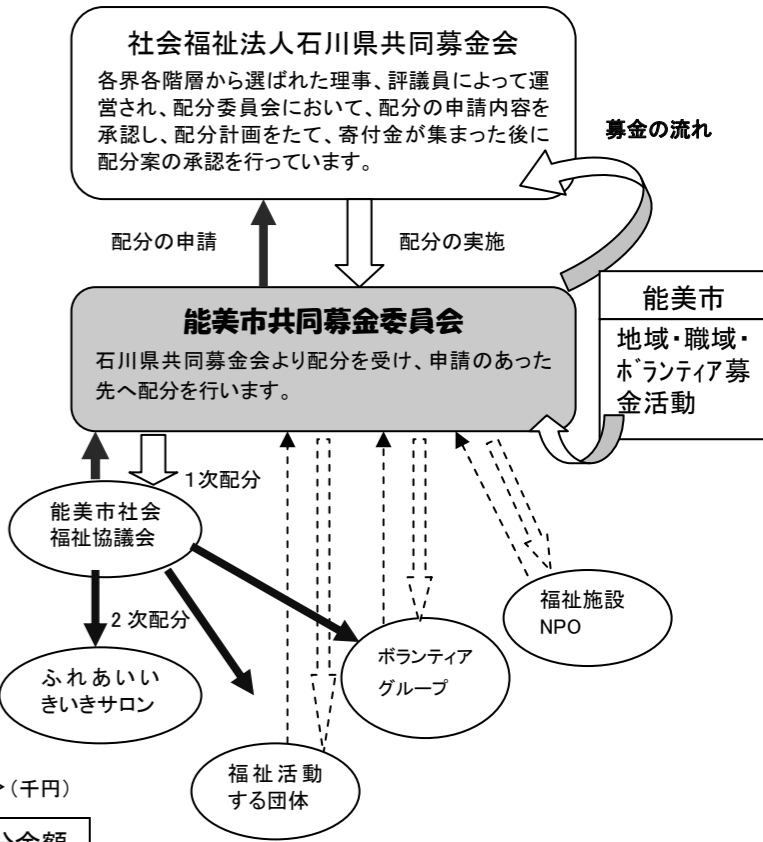 社会福祉法人石川県共同募金会
各界各階層から選ばれた理事、評議員によって運
営され、配分委員会において、配分の申請内容を
承認し、配分計画をたて、寄付金が集まった後に
配分案の承認を行っています。
募金の流れ
配分の申請
配分の実施
能美市共同募金委員会
石川県共同募金会より配分を受け、申請のあった
先へ配分を行います。
能美市
地域・職域・
ボランティア募
金活動
1次配分
能美市社会
福祉協議会
2次配分
ふれあいい
きいきサロン
ボランティア
グループ
福祉施設
NPO
福祉活動
する団体
(千円)
金額